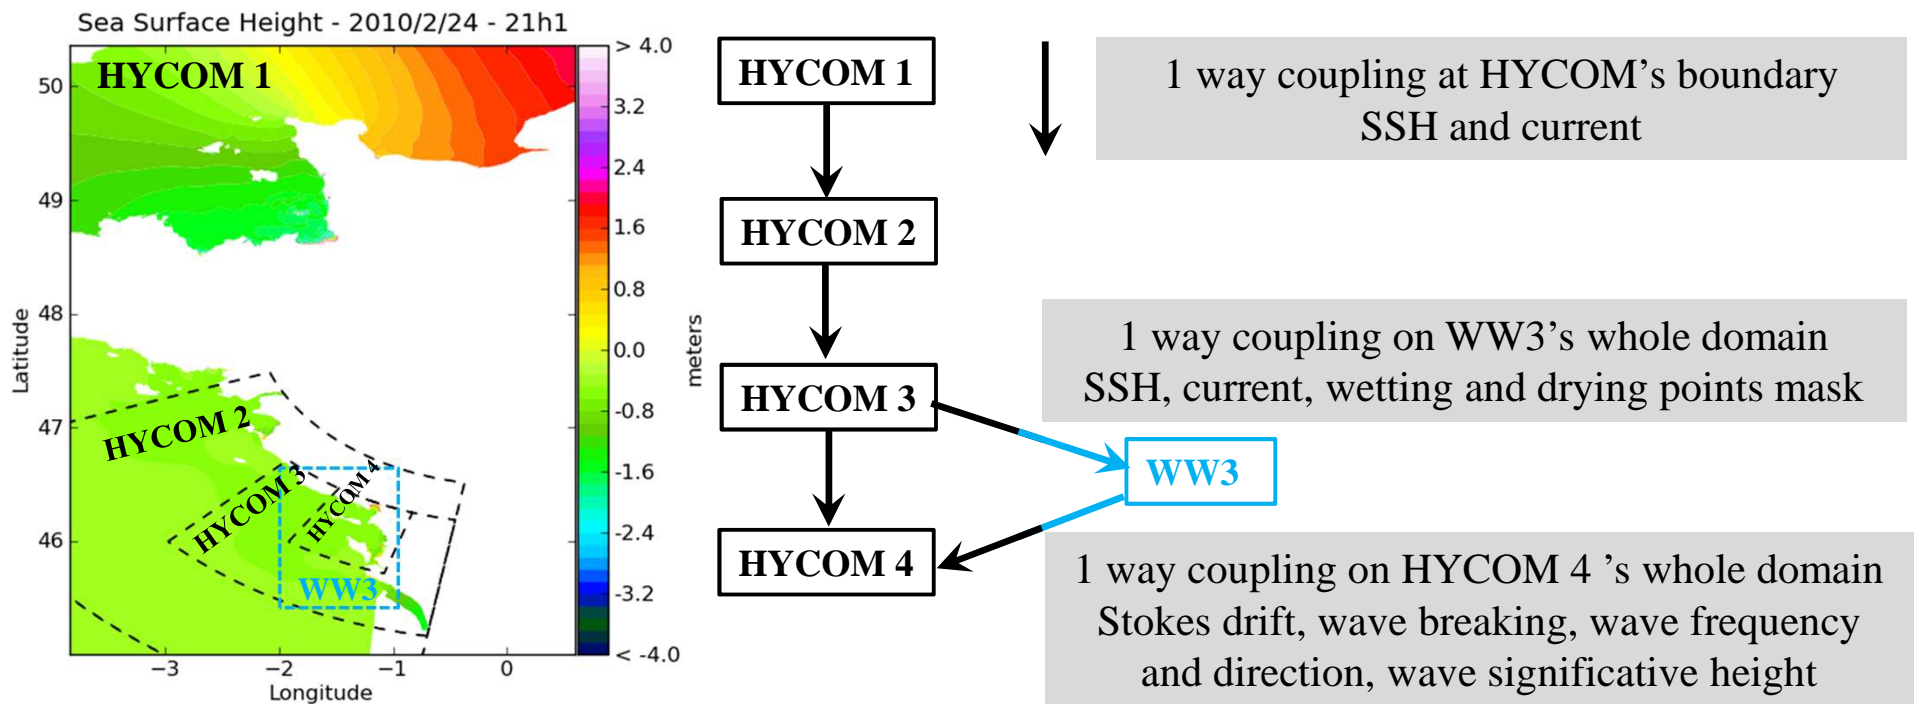 Sea Surface Height - 2010/2/24 - 21h1
HYCOM 1
HYCOM 2
HYCOM 3
HYCOM 4
WW3
50
49
48
47
46
Latitude
−3
−2
−1
0
Longitude
> 4.0
3.2
2.4
1.6
0.8
0.0
-0.8
-1.6
-2.4
-3.2
< -4.0
meters
HYCOM 1
HYCOM 2
HYCOM 3
WW3
HYCOM 4
1 way coupling at HYCOM’s boundary
SSH and current
1 way coupling on WW3’s whole domain
SSH, current, wetting and drying points mask
1 way coupling on HYCOM 4 ’s whole domain
Stokes drift, wave breaking, wave frequency
and direction, wave significative height